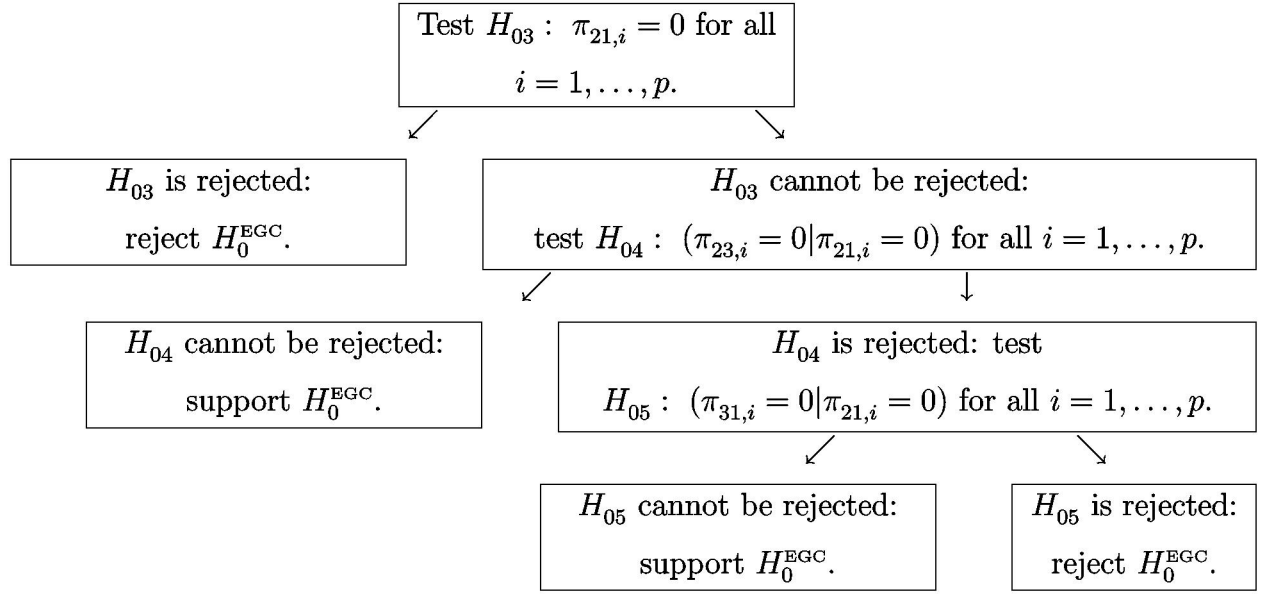 Test H₀₃ : π₂₁,ᵢ = 0 for all
i = 1, . . . , p.
H₀₃ is rejected:
reject H₀ᴱᴳᶜ.
H₀₃ cannot be rejected:
test H₀₄ : (π₂₃,ᵢ = 0|π₂₁,ᵢ = 0) for all i = 1, . . . , p.
H₀₄ cannot be rejected:
support H₀ᴱᴳᶜ.
H₀₄ is rejected: test
H₀₅ : (π₃₁,ᵢ = 0|π₂₁,ᵢ = 0) for all i = 1, . . . , p.
H₀₅ cannot be rejected:
support H₀ᴱᴳᶜ.
H₀₅ is rejected:
reject H₀ᴱᴳᶜ.